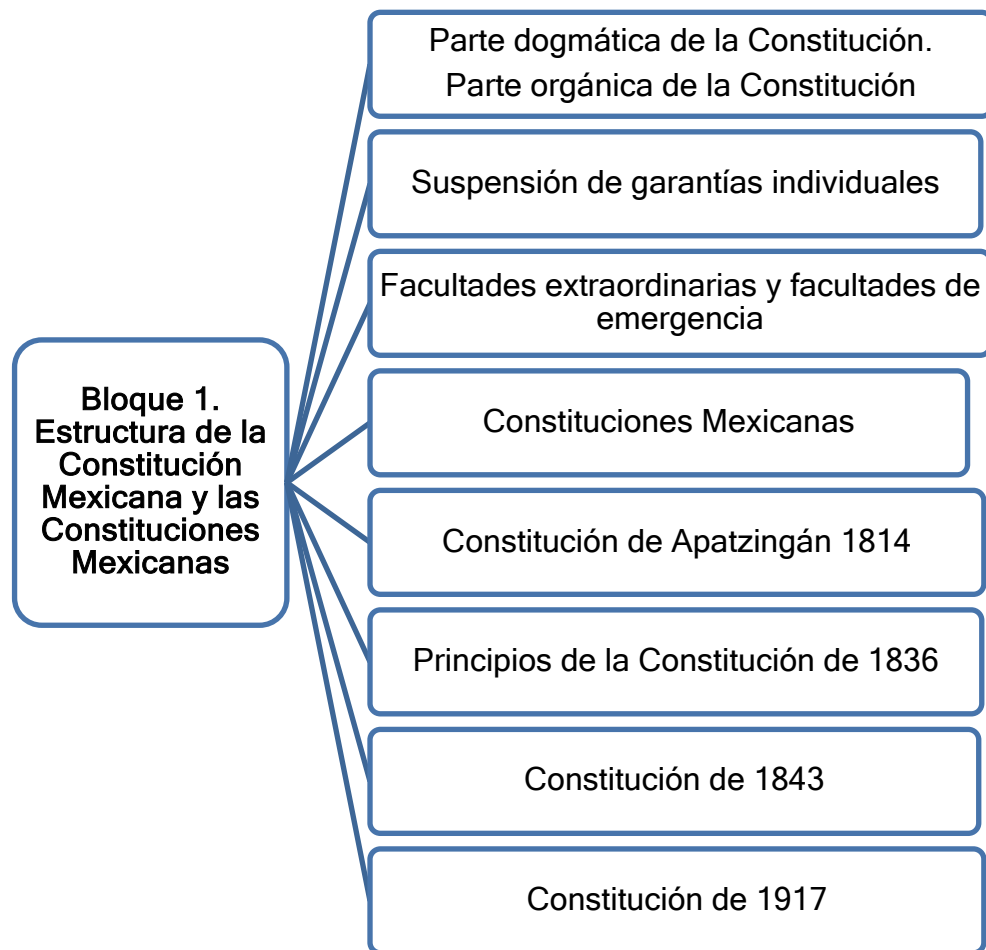 Bloque 1.
Estructura de la
Constitución
Mexicana y las
Constituciones
Mexicanas
Parte dogmática de la Constitución.
Parte orgánica de la Constitución
Suspensión de garantías individuales
Facultades extraordinarias y facultades de
emergencia
Constituciones Mexicanas
Constitución de Apatzingán 1814
Principios de la Constitución de 1836
Constitución de 1843
Constitución de 1917